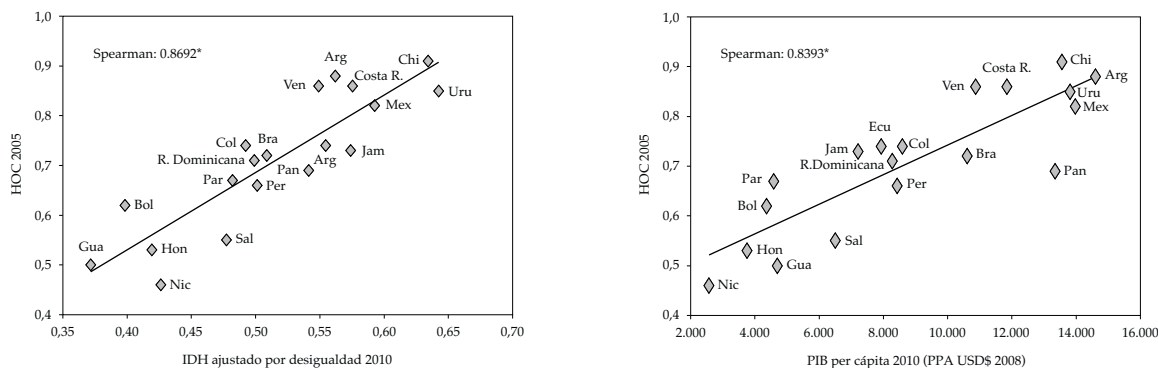 1,0
0,9
0,8
0,7
0,6
0,5
0,4
HOC 2005
Spearman: 0.8692*
Arg
Chi
Ven
Costa R.
Uru
Mex
Col
Bra
R. Dominicana
Pan
Arg
Jam
Par
Per
Bol
Sal
Gua
Hon
Nic
0,35
0,40
0,45
0,50
0,55
0,60
0,65
0,70
IDH ajustado por desigualdad 2010
1,0
0,9
0,8
0,7
0,6
0,5
0,4
HOC 2005
Spearman: 0.8393*
Chi
Costa R.
Ven
Arg
Uru
Mex
Ecu
Jam
Col
R.Dominicana
Bra
Par
Per
Pan
Bol
Sal
Hon
Gua
Nic
2.000
4.000
6.000
8.000
10.000
12.000
14.000
16.000
PIB per cápita 2010 (PPA USD$ 2008)